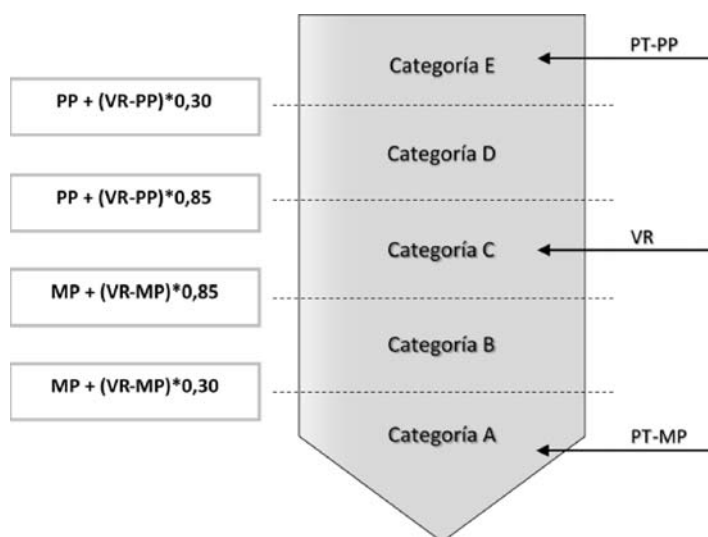 PT-PP
Categoría E
PP + (VR-PP)*0,30
Categoría D
PP + (VR-PP)*0,85
VR
Categoría C
MP + (VR-MP)*0,85
Categoría B
MP + (VR-MP)*0,30
Categoría A
PT-MP